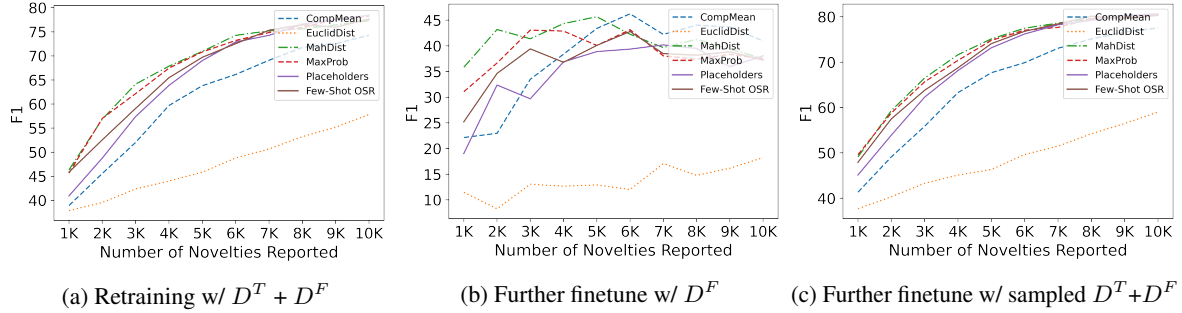 F1
80
75
70
65
60
55
50
45
40
1K 2K 3K 4K 5K 6K 7K 8K 9K 10K
Number of Novelties Reported
CompMean
EuclidDist
MahDist
MaxProb
Placeholders
Few-Shot OSR
(a) Retraining w/ D^T + D^F
F1
45
40
35
30
25
20
15
10
1K 2K 3K 4K 5K 6K 7K 8K 9K 10K
Number of Novelties Reported
CompMean
EuclidDist
MahDist
MaxProb
Placeholders
Few-Shot OSR
(b) Further finetune w/ D^F
F1
80
70
60
50
40
1K 2K 3K 4K 5K 6K 7K 8K 9K 10K
Number of Novelties Reported
CompMean
EuclidDist
MahDist
MaxProb
Placeholders
Few-Shot OSR
(c) Further finetune w/ sampled D^T+D^F